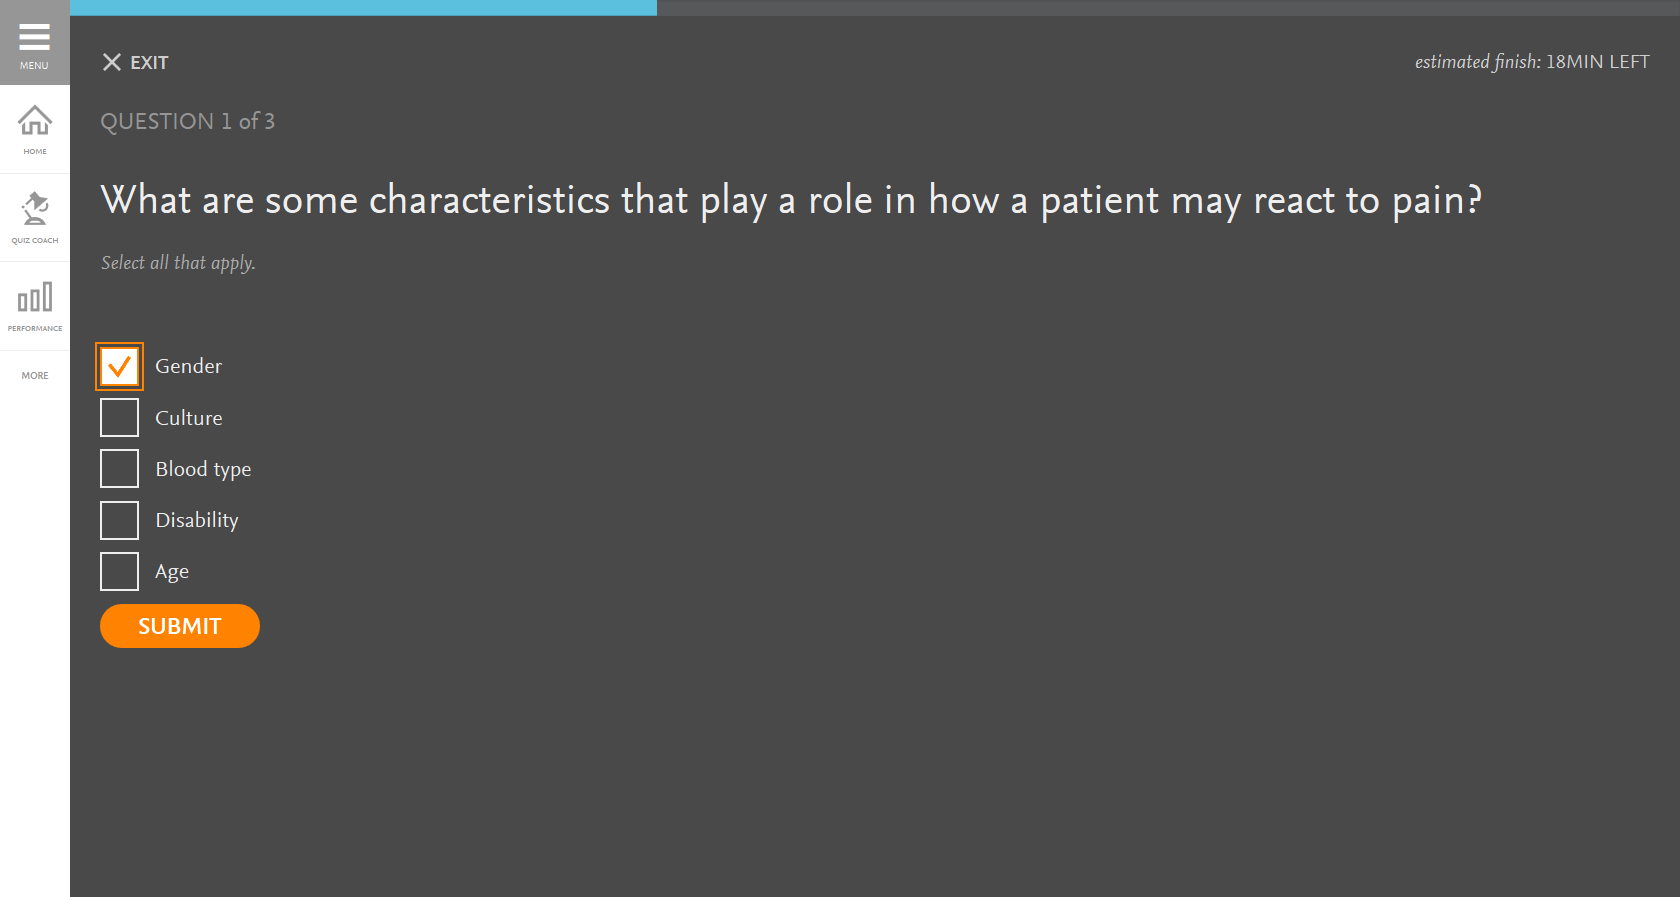 MENU
HOME
QUIZ COACH
PERFORMANCE
MORE
EXIT
estimated finish: 18MIN LEFT
QUESTION 1 of 3
What are some characteristics that play a role in how a patient may react to pain?
Select all that apply.
Gender
Culture
Blood type
Disability
Age
SUBMIT